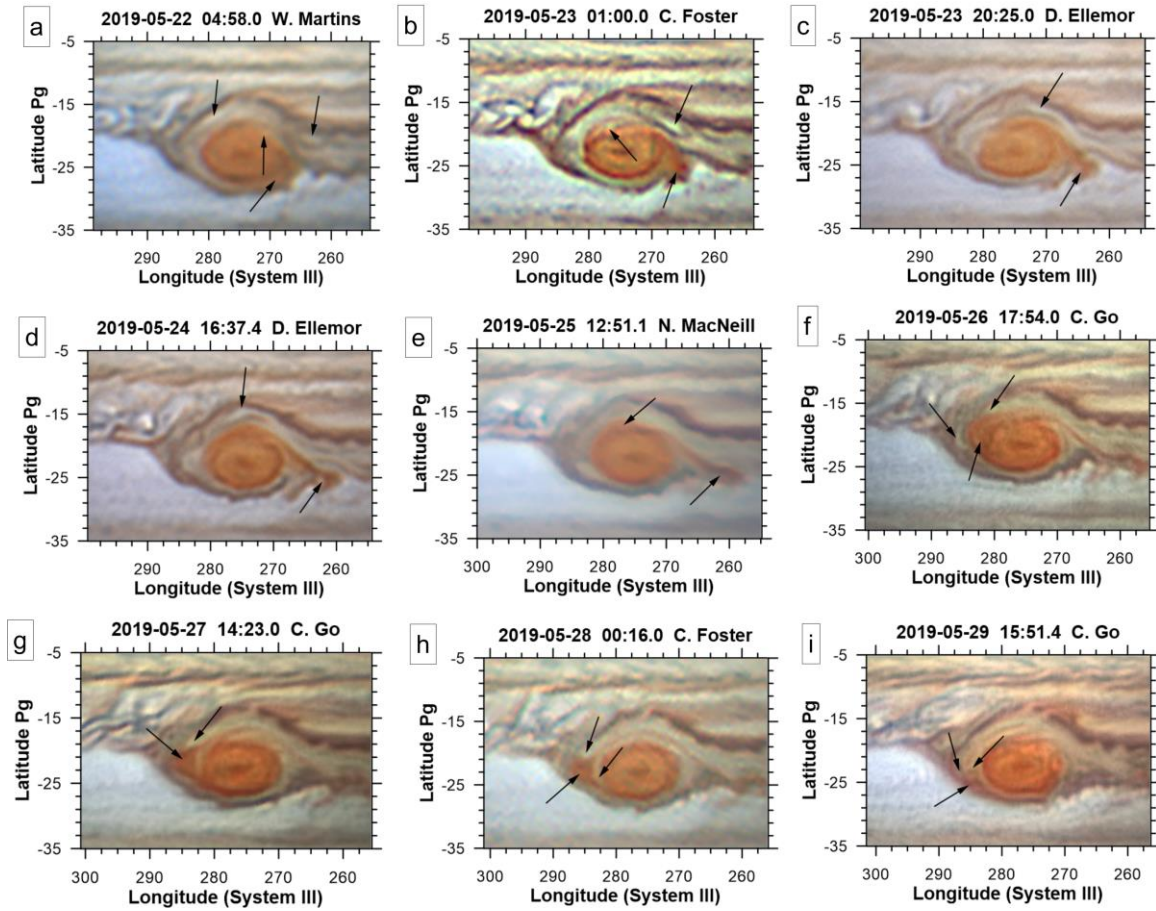 a
2019-05-22 04:58.0 W. Martins
-5
-15
-25
-35
Latitude Pg
290 280 270 260
Longitude (System III)
b
2019-05-23 01:00.0 C. Foster
-5
-15
-25
-35
Latitude Pg
290 280 270 260
Longitude (System III)
c
2019-05-23 20:25.0 D. Ellemor
-5
-15
-25
-35
Latitude Pg
290 280 270 260
Longitude (System III)
d
2019-05-24 16:37.4 D. Ellemor
-5
-15
-25
-35
Latitude Pg
290 280 270 260
Longitude (System III)
e
2019-05-25 12:51.1 N. MacNeill
-5
-15
-25
-35
Latitude Pg
300 290 280 270 260
Longitude (System III)
f
2019-05-26 17:54.0 C. Go
-5
-15
-25
-35
Latitude Pg
300 290 280 270 260
Longitude (System III)
g
2019-05-27 14:23.0 C. Go
-5
-15
-25
-35
Latitude Pg
300 290 280 270 260
Longitude (System III)
h
2019-05-28 00:16.0 C. Foster
-5
-15
-25
-35
Latitude Pg
300 290 280 270 260
Longitude (System III)
i
2019-05-29 15:51.4 C. Go
-5
-15
-25
-35
Latitude Pg
300 290 280 270 260
Longitude (System III)